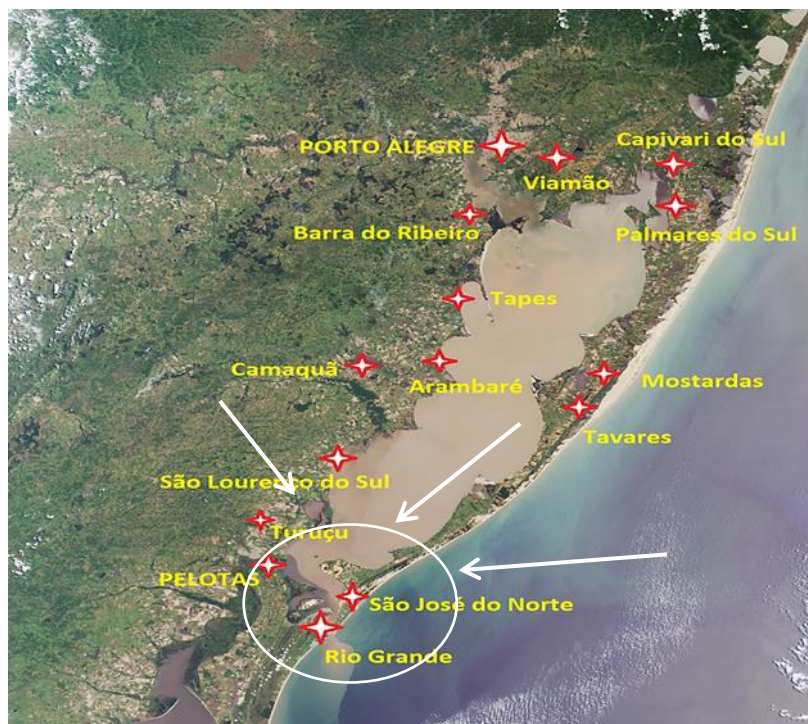 PORTO ALEGRE
Capivari do Sul
Viamão
Barra do Ribeiro
Palmares do Sul
Tapes
Camaquã
Arambaré
Mostardas
Tavares
São Lourenço do Sul
Turuçu
PELOTAS
São José do Norte
Rio Grande